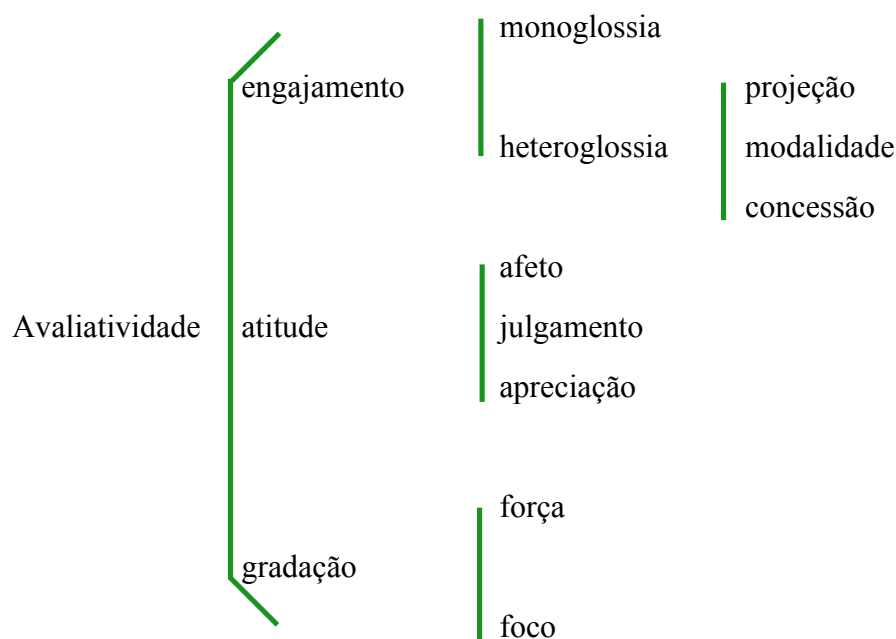 monoglossia
engajamento
projeção
heteroglossia
modalidade
concessão
afeto
Avaliatividade
atitude
julgamento
apreciação
força
gradação
foco